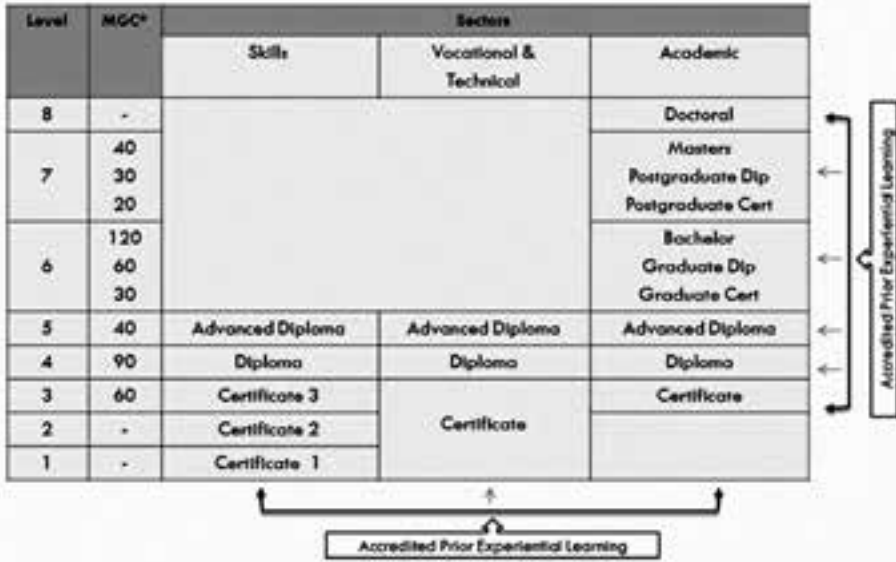 Level MGC* Sectors
Skills Vocational & Technical Academic
8 - Doctoral
7 40 Masters
30 Postgraduate Dip
20 Postgraduate Cert
6 120 Bachelor
60 Graduate Dip
30 Graduate Cert
5 40 Advanced Diploma Advanced Diploma Advanced Diploma
4 90 Diploma Diploma Diploma
3 60 Certificate 3 Certificate
2 - Certificate 2 Certificate
1 - Certificate 1
Accredited Prior Experiential Learning
Accredited Prior Experiential Learning